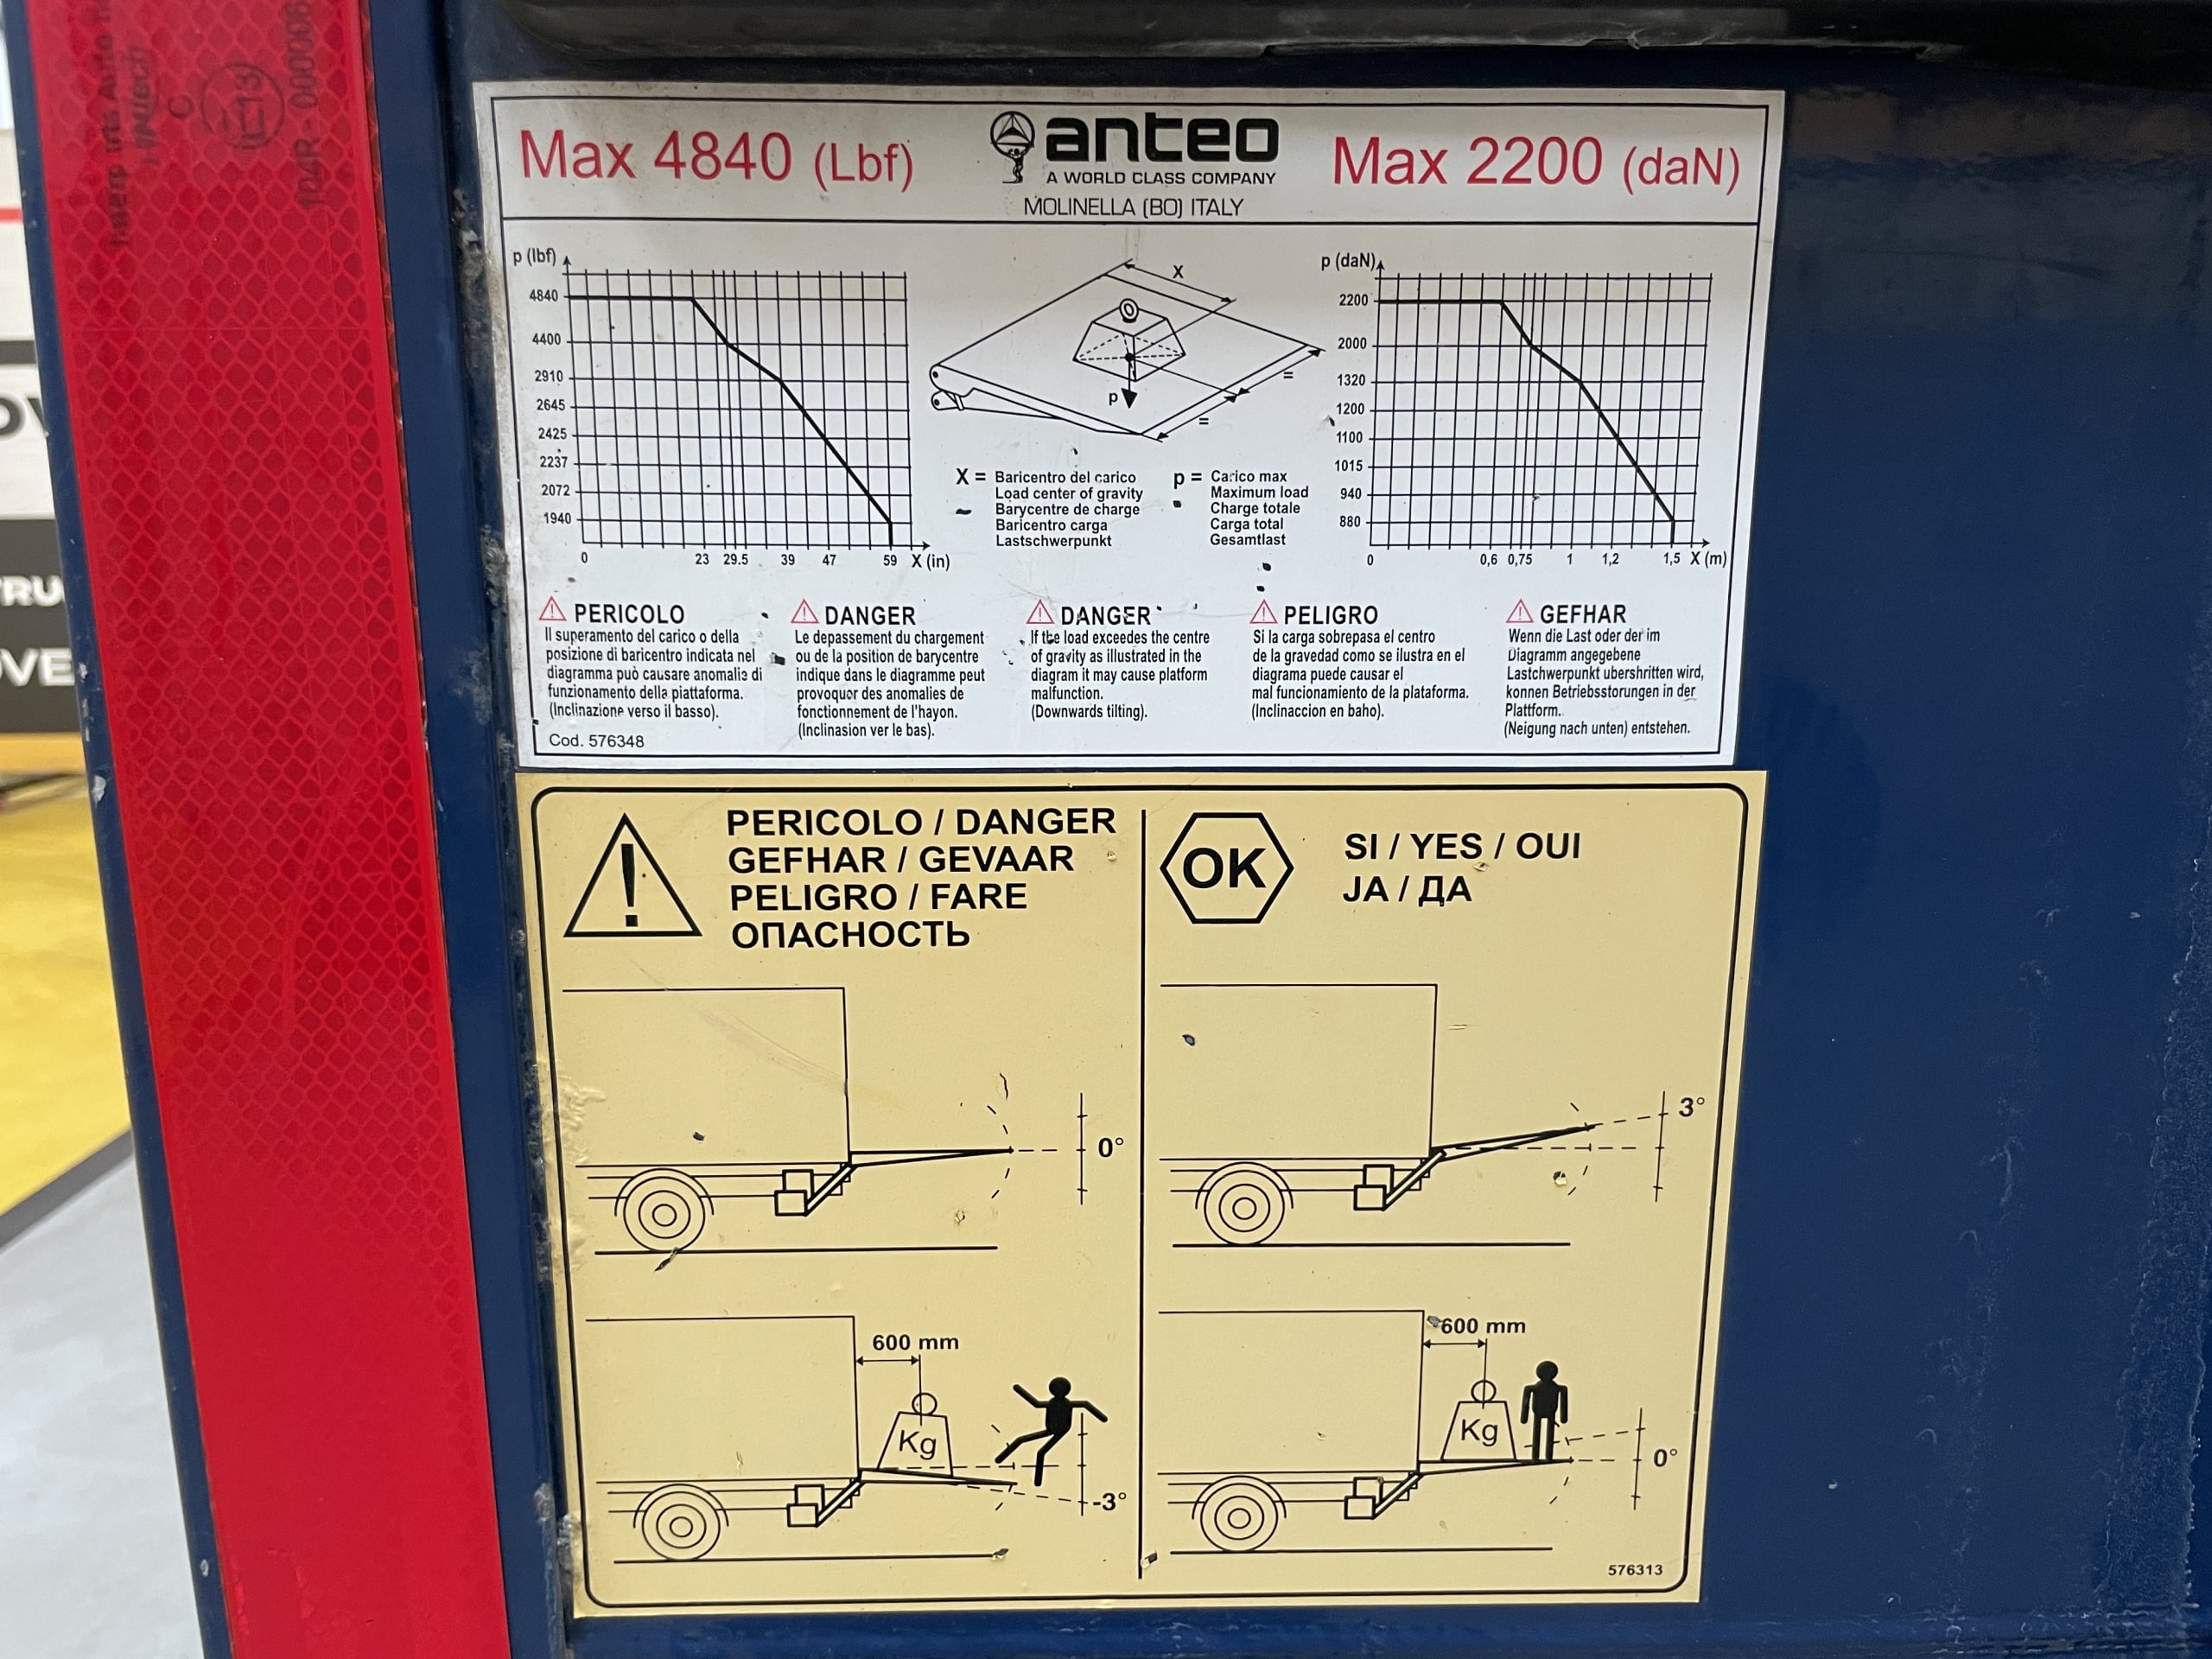 Max 4840 (Lbf)
anteo
A WORLD CLASS COMPANY
MOLINELLA (BO) ITALY
Max 2200 (daN)
p (lbf)
4840
4400
2910
2645
2425
2237
2072
1940
0 23 29.5 39 47 59 X (in)
X
p
=
=
X = Baricentro del carico
Load center of gravity
Barycentre de charge
Baricentro carga
Lastschwerpunkt
p = Carico max
Maximum load
Charge totale
Carga total
Gesamtlast
p (daN)
2200
2000
1320
1200
1100
1015
940
880
0 0,6 0,75 1 1,2 1,5 X (m)
PERICOLO
Il superamento del carico o della
posizione di baricentro indicata nel
diagramma può causare anomalie di
funzionamento della piattaforma.
(Inclinazione verso il basso).
Cod. 576348
DANGER
Le depassement du chargement
ou de la position de barycentre
indique dans le diagramme peut
provoquer des anomalies de
fonctionnement de l'hayon.
(Inclinasion ver le bas).
DANGER
If the load exceedes the centre
of gravity as illustrated in the
diagram it may cause platform
malfunction.
(Downwards tilting).
PELIGRO
Si la carga sobrepasa el centro
de la gravedad como se ilustra en el
diagrama puede causar el
mal funcionamiento de la plataforma.
(Inclinaccion en baho).
GEFHAR
Wenn die Last oder der im
Diagramm angegebene
Lastchwerpunkt ubershritten wird,
konnen Betriebsstorungen in der
Plattform.
(Neigung nach unten) entstehen.
PERICOLO / DANGER
GEFHAR / GEVAAR
PELIGRO / FARE
ОПАСНОСТЬ
OK
SI / YES / OUI
JA / ДА
0°
3°
600 mm
Kg
-3°
600 mm
Kg
0°
576313
104R - 000006